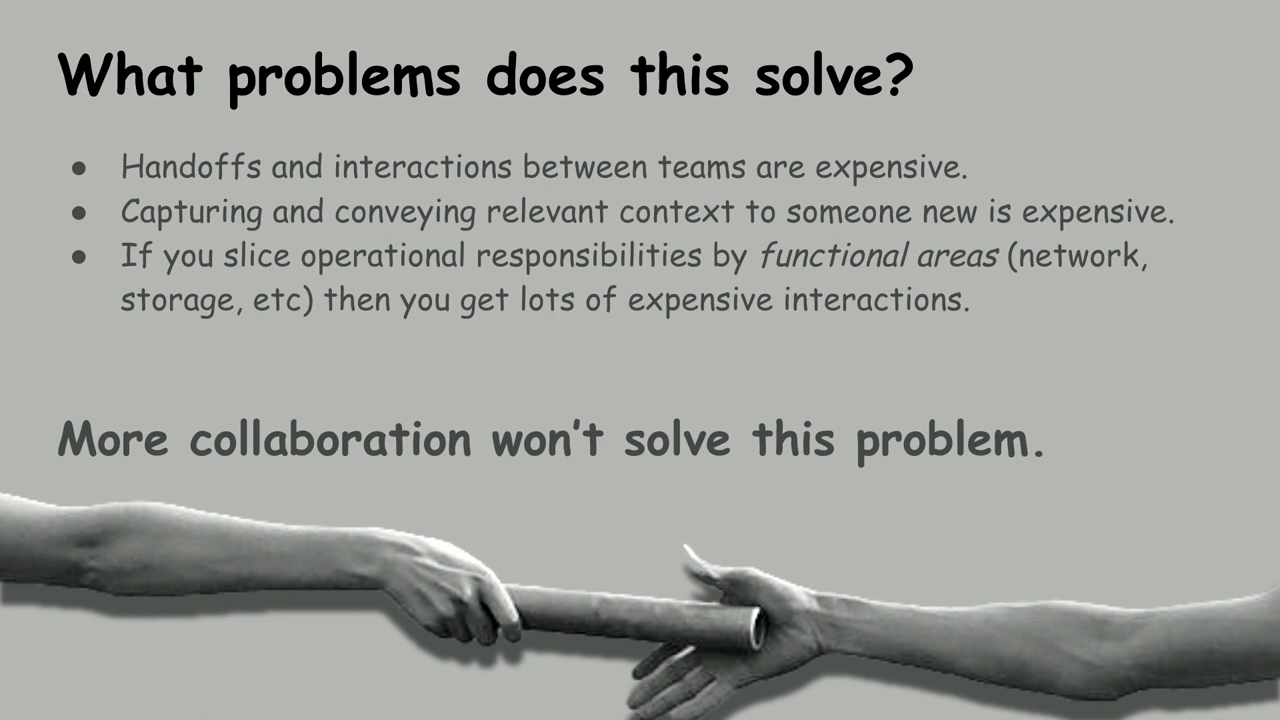 What problems does this solve?
● Handoffs and interactions between teams are expensive.
● Capturing and conveying relevant context to someone new is expensive.
● If you slice operational responsibilities by functional areas (network,
storage, etc) then you get lots of expensive interactions.
More collaboration won't solve this problem.